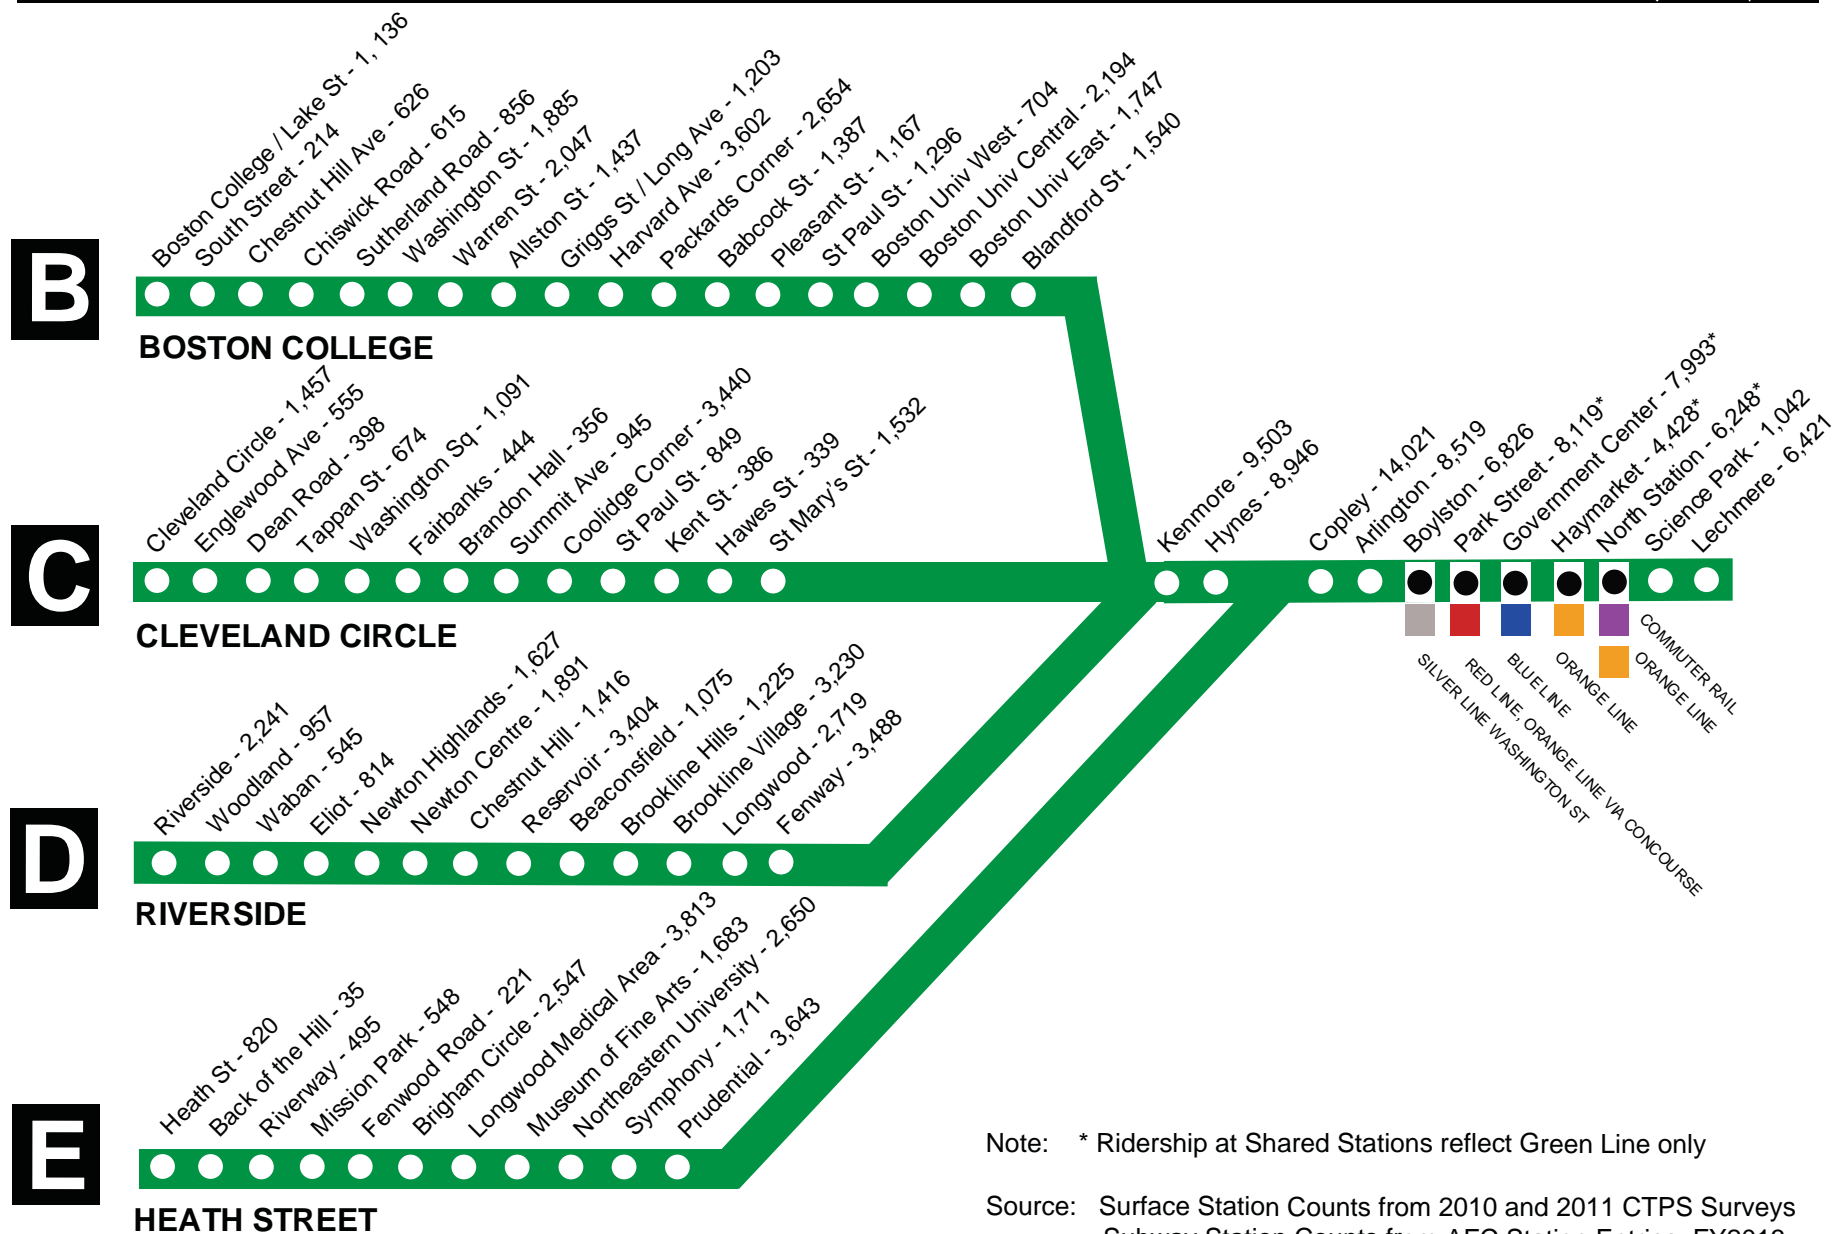 Boston College / Lake St - 1, 136
South Street - 214
Chestnut Hill Ave - 626
Chiswick Road - 615
Sutherland Road - 856
Washington St - 1,885
Warren St - 2,047
Allston St - 1,437
Griggs St / Long Ave - 1,203
Harvard Ave - 3,602
Packards Corner - 2,654
Babcock St - 1,387
Pleasant St - 1,167
St Paul St - 1,296
Boston Univ West - 704
Boston Univ Central - 2,194
Boston Univ East - 1,747
Blandford St - 1,540
B
BOSTON COLLEGE
Cleveland Circle - 1,457
Englewood Ave - 555
Dean Road - 398
Tappan St - 674
Washington Sq - 1,091
Fairbanks - 444
Brandon Hall - 356
Summit Ave - 945
Coolidge Corner - 3,440
St Paul St - 849
Kent St - 386
Hawes St - 339
St Mary's St - 1,532
Kenmore - 9,503
Hynes - 8,946
Copley - 14,021
Arlington - 8,519
Boylston - 6,826
Park Street - 8,119*
Government Center - 7,993*
Haymarket - 4,428*
North Station - 6,248*
Science Park - 1,042
Lechmere - 6,421
C
CLEVELAND CIRCLE
SILVER LINE WASHINGTON ST
RED LINE, ORANGE LINE VIA CONCOURSE
BLUE LINE
ORANGE LINE
COMMUTER RAIL
ORANGE LINE
Riverside - 2,241
Woodland - 957
Waban - 545
Eliot - 814
Newton Highlands - 1,627
Newton Centre - 1,891
Chestnut Hill - 1,416
Reservoir - 3,404
Beaconsfield - 1,075
Brookline Hills - 1,225
Brookline Village - 3,230
Longwood - 2,719
Fenway - 3,488
D
RIVERSIDE
Heath St - 820
Back of the Hill - 35
Riverway - 495
Mission Park - 548
Fenwood Road - 221
Brigham Circle - 2,547
Longwood Medical Area - 3,813
Museum of Fine Arts - 1,683
Northeastern University - 2,650
Symphony - 1,711
Prudential - 3,643
E
HEATH STREET
Note: * Ridership at Shared Stations reflect Green Line only
Source: Surface Station Counts from 2010 and 2011 CTPS Surveys
Subway Station Counts from AFC Station Entries